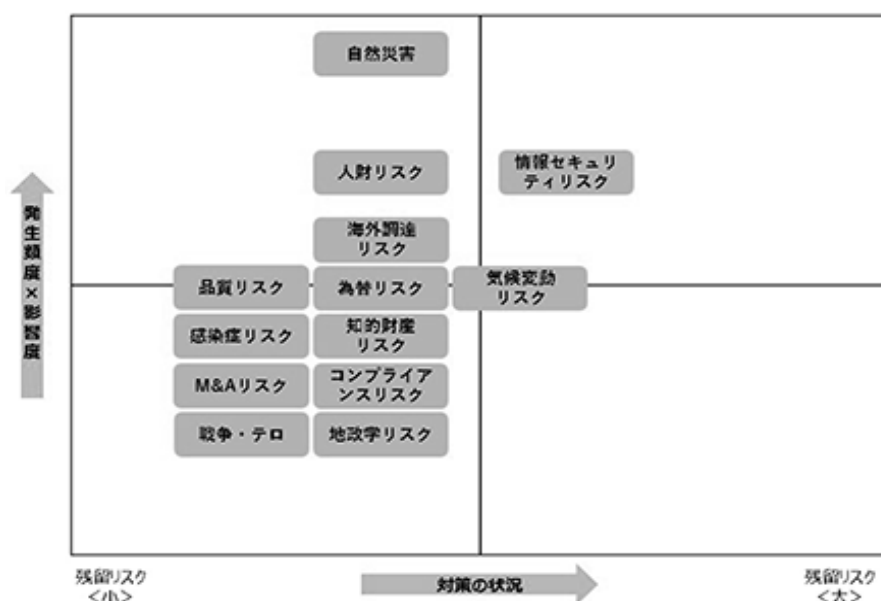 自然災害
人財リスク
情報セキュリ
ティリスク
海外調達
リスク
品質リスク
為替リスク
気候変動
リスク
感染症リスク
知的財産
リスク
M&Aリスク
コンプライア
ンスリスク
戦争・テロ
地政学リスク
発生頻度×影響度
残留リスク
<小>
対策の状況
残留リスク
<大>